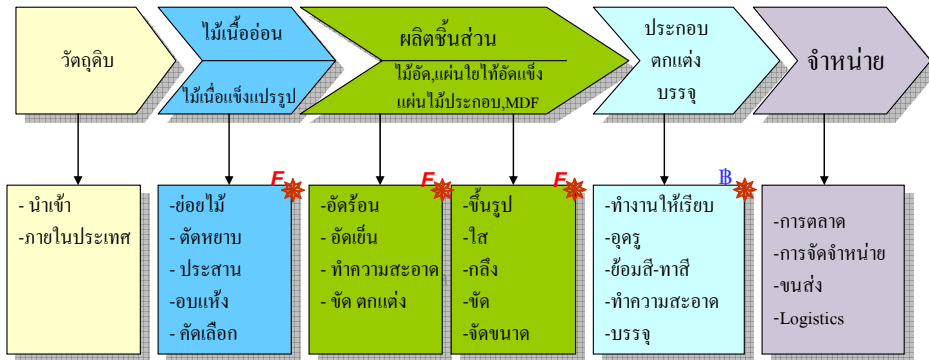 วัตถุดิบ
ไม้เนื้ออ่อน
ไม้เนื้อแข็งแปรรูป
ผลิตชิ้นส่วน
ไม้อัด,แผ่นใยไท้อัดแข็ง
แผ่นไม้ประกอบ,MDF
ประกอบ
ตกแต่ง
บรรจุ
จำหน่าย
- นำเข้า
-ภายในประเทศ
F
-ย่อยไม้
- ตัดหยาบ
- ประสาน
-อบแห้ง
- คัดเลือก
F
-อัดร้อน
- อัดเย็น
- ทำความสะอาด
- ขัด ตกแต่ง
F
-ขึ้นรูป
-ใส
-กลึง
-ขัด
-จัดขนาด
B
-ทำงานให้เรียบ
-อุดรู
-ย้อมสี-ทาสี
-ทำความสะอาด
-บรรจุ
-การตลาด
-การจัดจำหน่าย
-ขนส่ง
-Logistics